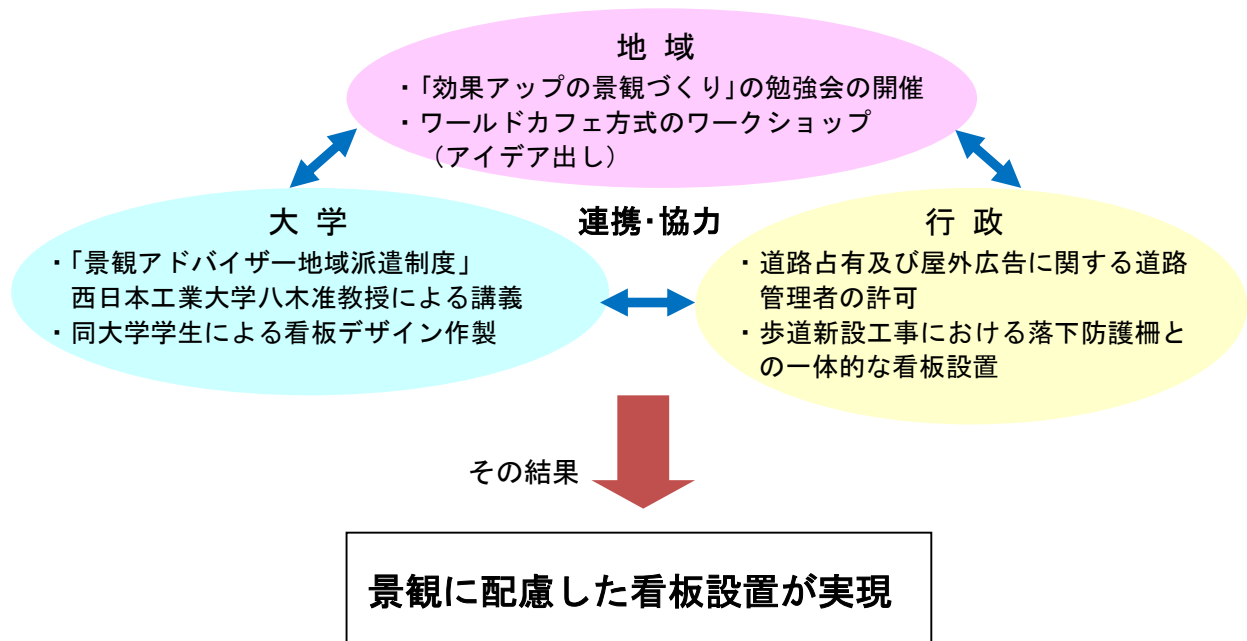 地 域
・「効果アップの景観づくり」の勉強会の開催
・ワールドカフェ方式のワークショップ
（アイデア出し）
大 学
・「景観アドバイザー地域派遣制度」
西日本工業大学八木准教授による講義
・同大学学生による看板デザイン作製
連携・協力
行 政
・道路占有及び屋外広告に関する道路
管理者の許可
・歩道新設工事における落下防護柵と
の一体的な看板設置
その結果
景観に配慮した看板設置が実現